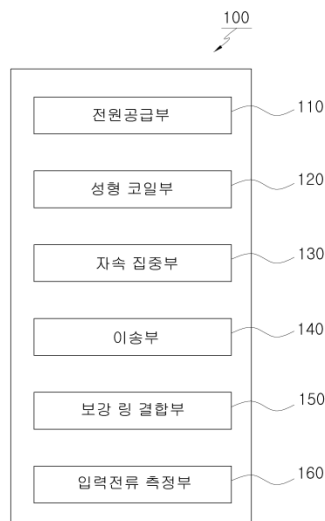 100
전원공급부 110
성형 코일부 120
자속 집중부 130
이송부 140
보강 링 결합부 150
입력전류 측정부 160